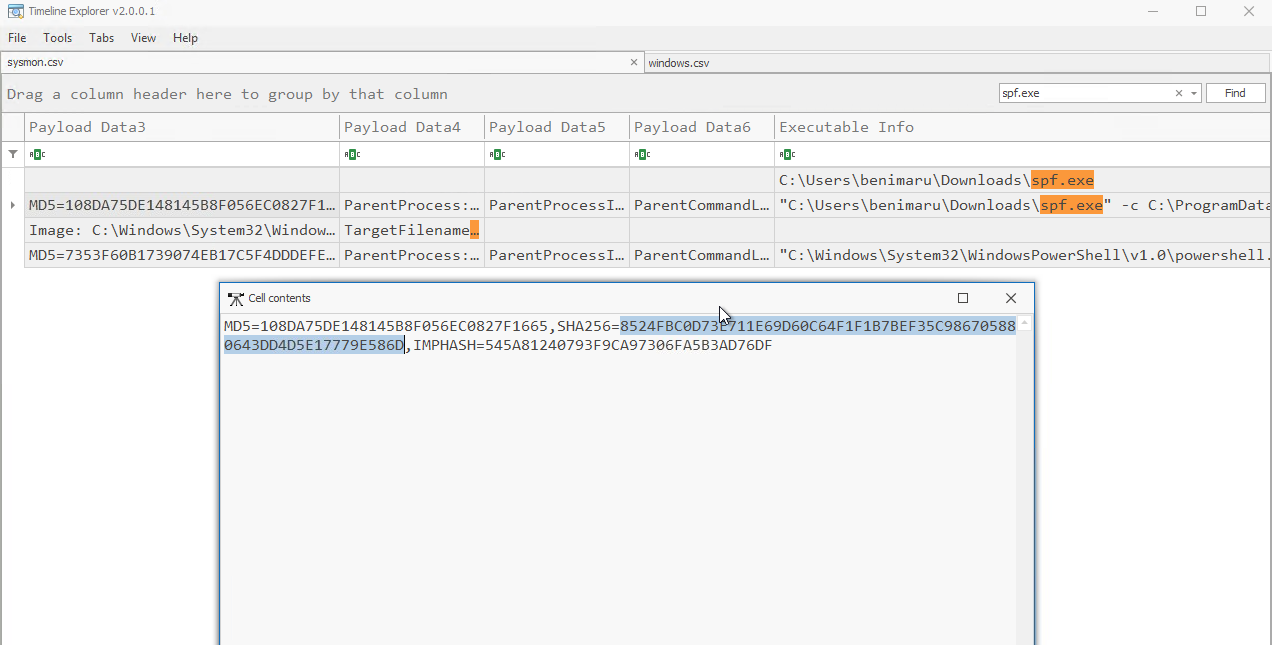 Timeline Explorer v2.0.0.1
File Tools Tabs View Help
sysmon.csv
windows.csv
Drag a column header here to group by that column
spf.exe
Find
Payload Data3 Payload Data4 Payload Data5 Payload Data6 Executable Info
C:\Users\benimaru\Downloads\spf.exe
MD5=108DA75DE148145B8F056EC0827F1… ParentProcess:… ParentProcessI… ParentCommandL… "C:\Users\benimaru\Downloads\spf.exe" -c C:\ProgramData
Image: C:\Windows\System32\Window… TargetFilename…
MD5=7353F60B1739074EB17C5F4DDDEFE… ParentProcess:… ParentProcessI… ParentCommandL… "C:\Windows\System32\WindowsPowerShell\v1.0\powershell.
Cell contents
MD5=108DA75DE148145B8F056EC0827F1665,SHA256=8524FBC0D73E711E69D60C64F1F1B7BEF35C986705880643DD4D5E17779E586D,IMPHASH=545A81240793F9CA97306FA5B3AD76DF